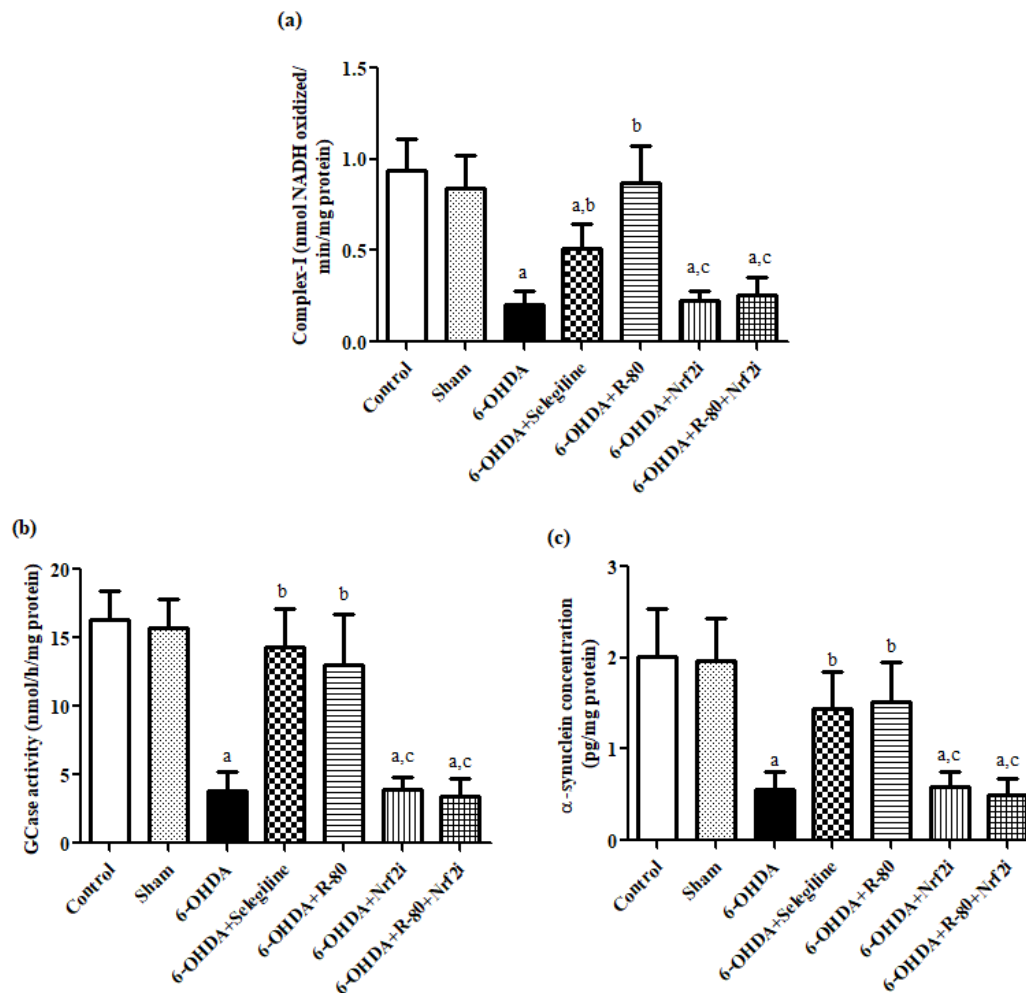 (a)
Complex-I (nmol NADH oxidized/
min/mg protein)
1.5
1.0
0.5
0.0
a
a,b
b
a,c
a,c
Control
Sham
6-OHDA
6-OHDA+Selegiline
6-OHDA+R-80
6-OHDA+Nrf2i
6-OHDA+R-80+Nrf2i
(b)
GCase activity (nmol/h/mg protein)
20
15
10
5
0
a
b
b
a,c
a,c
Control
Sham
6-OHDA
6-OHDA+Selegiline
6-OHDA+R-80
6-OHDA+Nrf2i
6-OHDA+R-80+Nrf2i
(c)
α-synuclein concentration
(pg/mg protein)
3
2
1
0
a
b
b
a,c
a,c
Control
Sham
6-OHDA
6-OHDA+Selegiline
6-OHDA+R-80
6-OHDA+Nrf2i
6-OHDA+R-80+Nrf2i